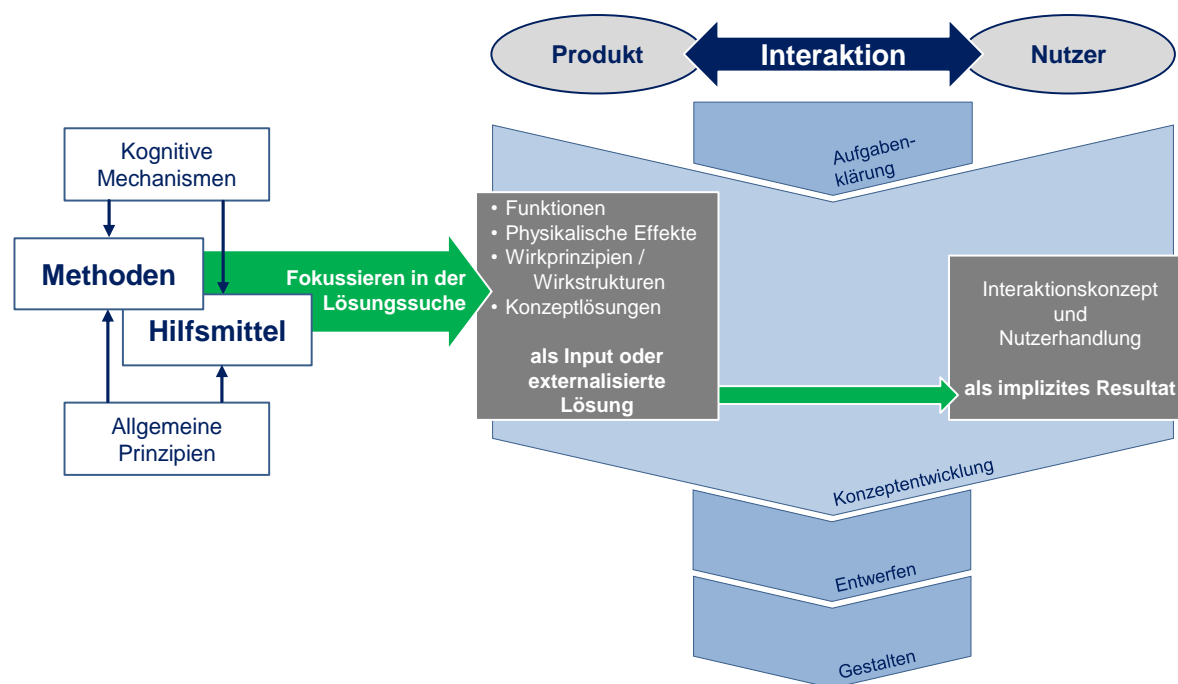 Produkt
Interaktion
Nutzer
Aufgaben-
klärung
Kognitive
Mechanismen
Methoden
Hilfsmittel
Allgemeine
Prinzipien
Fokussieren in der
Lösungssuche
• Funktionen
• Physikalische Effekte
• Wirkprinzipien /
Wirkstrukturen
• Konzeptlösungen
als Input oder
externalisierte
Lösung
Interaktionskonzept
und
Nutzerhandlung
als implizites Resultat
Konzeptentwicklung
Entwerfen
Gestalten